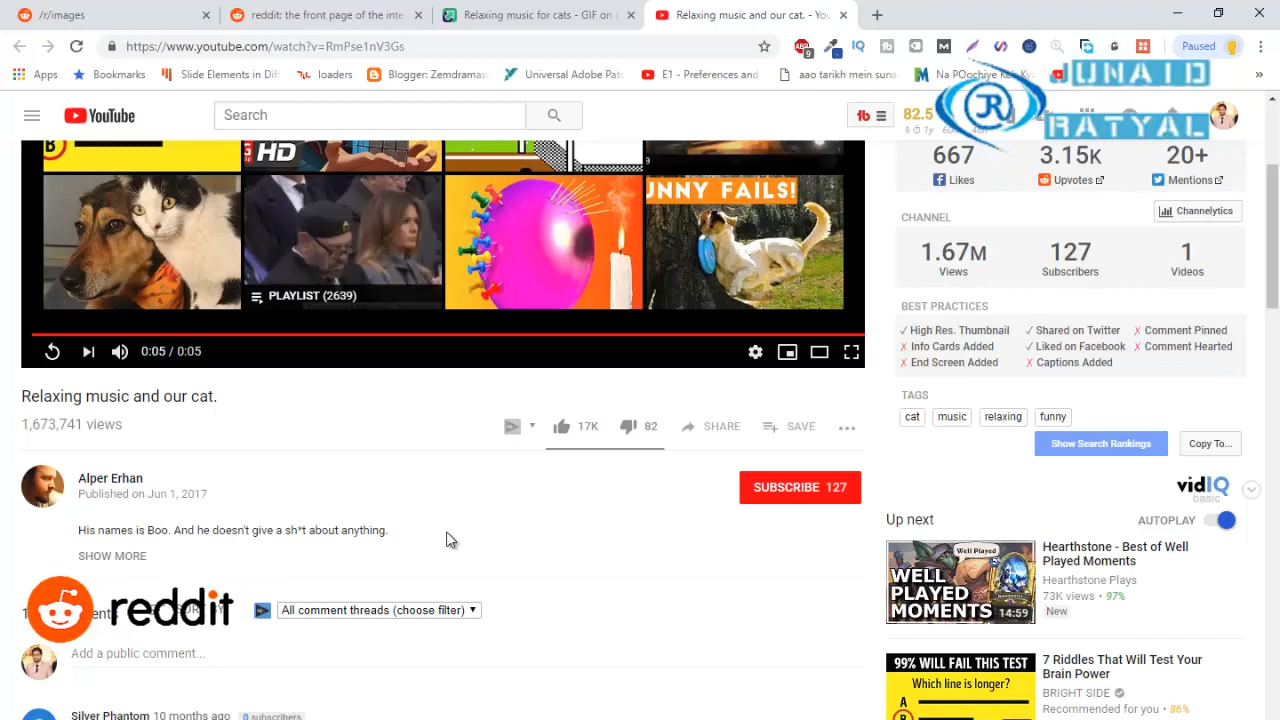 /r/images
reddit: the front page of the inte
Relaxing music for cats - GIF on I
Relaxing music and our cat. - You
https://www.youtube.com/watch?v=RmPse1nV3Gs
Paused
Apps
Bookmarks
Slide Elements in Dif
loaders
Blogger: Zemdramas
Universal Adobe Pat
E1 - Preferences and
aao tarikh mein suna
Na POochiye Kek Kya
JUNAID
JR
RATYAL
YouTube
Search
tb
82.5
667
Likes
3.15K
Upvotes
20+
Mentions
CHANNEL
Channelytics
1.67M
Views
127
Subscribers
1
Videos
BEST PRACTICES
✓ High Res. Thumbnail
✓ Shared on Twitter
✗ Comment Pinned
✗ Info Cards Added
✓ Liked on Facebook
✗ Comment Hearted
✗ End Screen Added
✗ Captions Added
TAGS
cat
music
relaxing
funny
Show Search Rankings
Copy To...
vidIQ
basic
B
HD
9
PLAYLIST (2639)
UNNY FAILS!
0:05 / 0:05
Relaxing music and our cat.
1,673,741 views
17K
82
SHARE
SAVE
Alper Erhan
Published on Jun 1, 2017
SUBSCRIBE 127
His names is Boo. And he doesn't give a sh*t about anything.
SHOW MORE
reddit
All comment threads (choose filter)
Add a public comment...
Silver Phantom 10 months ago
0 subscribers
Up next
AUTOPLAY
Well Played
WELL
PLAYED
MOMENTS
14:59
Hearthstone - Best of Well
Played Moments
Hearthstone Plays
73K views • 97%
New
99% WILL FAIL THIS TEST
Which line is longer?
A
B
7 Riddles That Will Test Your
Brain Power
BRIGHT SIDE
Recommended for you • 86%